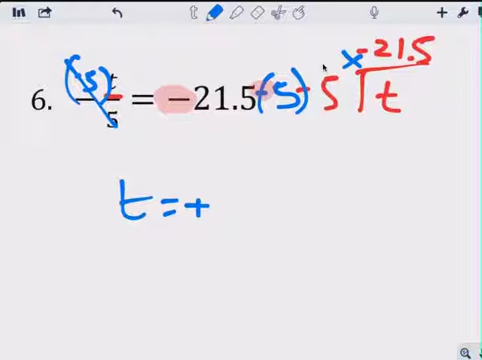 x -21.5
6. (-5) - t/5 = -21.5 (-5) -5 t
t = +